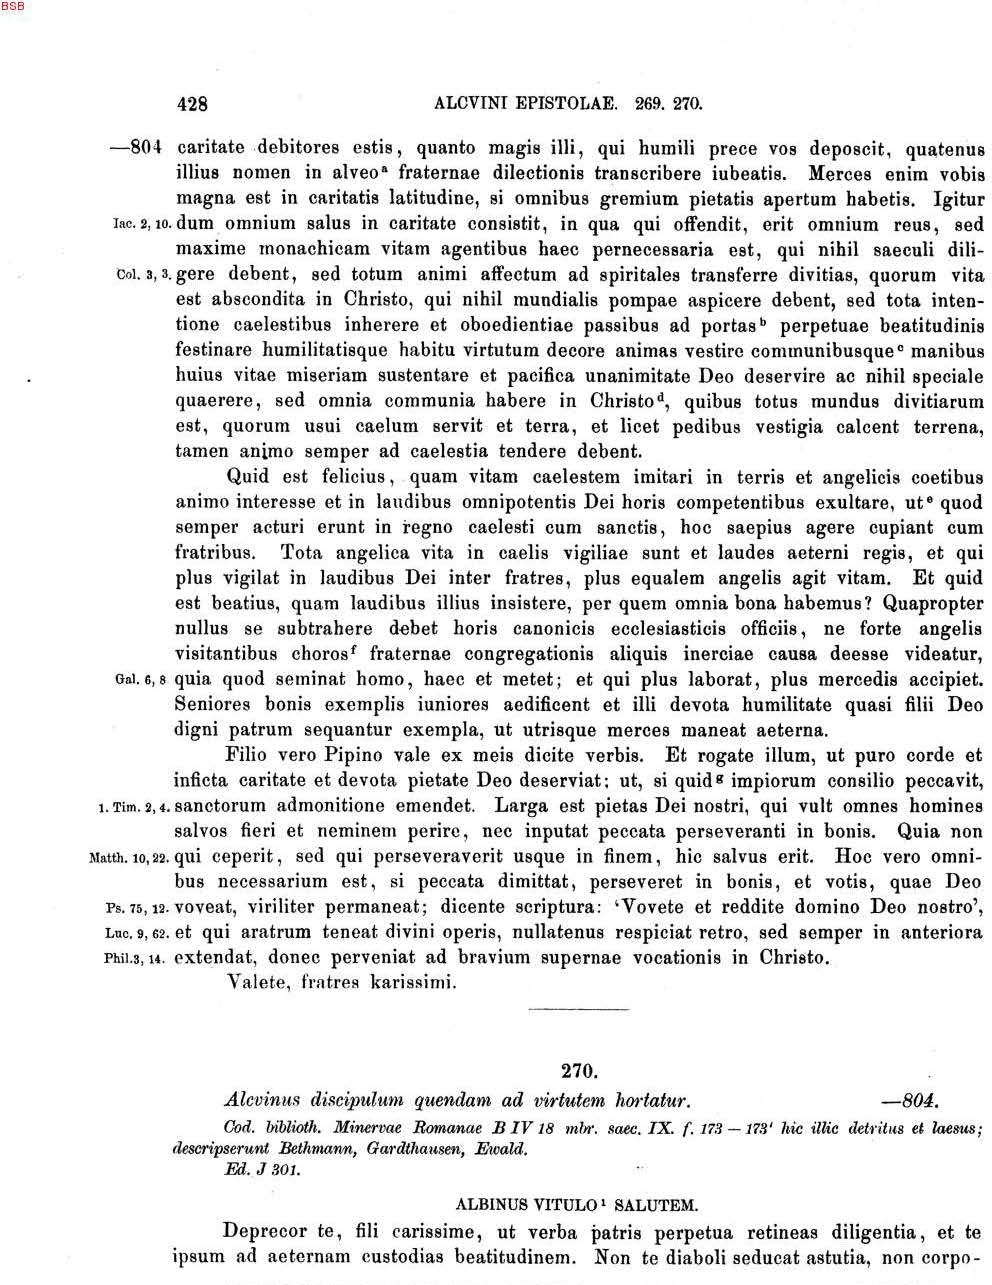 BSB
428 ALCVINI EPISTOLAE. 269. 270.
—804 caritate debitores estis, quanto magis illi, qui humili prece vos deposcit, quatenus
illius nomen in alveoᵃ fraternae dilectionis transcribere iubeatis. Merces enim vobis
magna est in caritatis latitudine, si omnibus gremium pietatis apertum habetis. Igitur
Iac. 2, 10. dum omnium salus in caritate consistit, in qua qui offendit, erit omnium reus, sed
maxime monachicam vitam agentibus haec pernecessaria est, qui nihil saeculi dili-
Col. 3, 3. gere debent, sed totum animi affectum ad spiritales transferre divitias, quorum vita
est abscondita in Christo, qui nihil mundialis pompae aspicere debent, sed tota inten-
tione caelestibus inherere et oboedientiae passibus ad portasᵇ perpetuae beatitudinis
festinare humilitatisque habitu virtutum decore animas vestire communibusqueᶜ manibus
huius vitae miseriam sustentare et pacifica unanimitate Deo deservire ac nihil speciale
quaerere, sed omnia communia habere in Christoᵈ, quibus totus mundus divitiarum
est, quorum usui caelum servit et terra, et licet pedibus vestigia calcent terrena,
tamen animo semper ad caelestia tendere debent.
Quid est felicius, quam vitam caelestem imitari in terris et angelicis coetibus
animo interesse et in laudibus omnipotentis Dei horis competentibus exultare, utᵉ quod
semper acturi erunt in regno caelesti cum sanctis, hoc saepius agere cupiant cum
fratribus. Tota angelica vita in caelis vigiliae sunt et laudes aeterni regis, et qui
plus vigilat in laudibus Dei inter fratres, plus equalem angelis agit vitam. Et quid
est beatius, quam laudibus illius insistere, per quem omnia bona habemus? Quapropter
nullus se subtrahere debet horis canonicis ecclesiasticis officiis, ne forte angelis
visitantibus chorosᶠ fraternae congregationis aliquis inerciae causa deesse videatur,
Gal. 6, 8 quia quod seminat homo, haec et metet; et qui plus laborat, plus mercedis accipiet.
Seniores bonis exemplis iuniores aedificent et illi devota humilitate quasi filii Deo
digni patrum sequantur exempla, ut utrisque merces maneat aeterna.
Filio vero Pipino vale ex meis dicite verbis. Et rogate illum, ut puro corde et
inficta caritate et devota pietate Deo deserviat; ut, si quidᵍ impiorum consilio peccavit,
1. Tim. 2, 4. sanctorum admonitione emendet. Larga est pietas Dei nostri, qui vult omnes homines
salvos fieri et neminem perire, nec inputat peccata perseveranti in bonis. Quia non
Matth. 10, 22. qui ceperit, sed qui perseveraverit usque in finem, hic salvus erit. Hoc vero omni-
bus necessarium est, si peccata dimittat, perseveret in bonis, et votis, quae Deo
Ps. 75, 12. voveat, viriliter permaneat; dicente scriptura: ‘Vovete et reddite domino Deo nostro’,
Luc. 9, 62. et qui aratrum teneat divini operis, nullatenus respiciat retro, sed semper in anteriora
Phil. 3, 14. extendat, donec perveniat ad bravium supernae vocationis in Christo.
Valete, fratres karissimi.
270.
Alcvinus discipulum quendam ad virtutem hortatur. —804.
Cod. biblioth. Minervae Romanae B IV 18 mbr. saec. IX. f. 173 — 173' hic illic detritus et laesus;
descripserunt Bethmann, Gardthausen, Ewald.
Ed. J 301.
ALBINUS VITULO¹ SALUTEM.
Deprecor te, fili carissime, ut verba patris perpetua retineas diligentia, et te
ipsum ad aeternam custodias beatitudinem. Non te diaboli seducat astutia, non corpo-